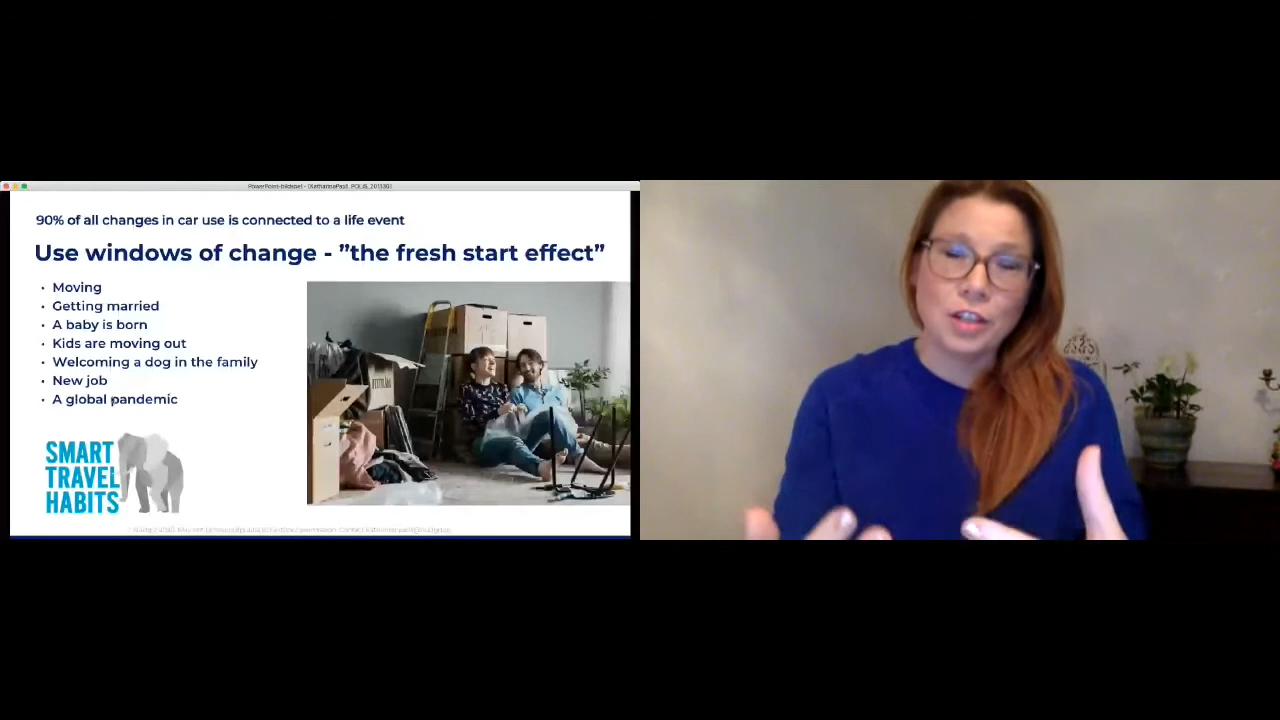 90% of all changes in car use is connected to a life event
Use windows of change - ”the fresh start effect”
• Moving
• Getting married
• A baby is born
• Kids are moving out
• Welcoming a dog in the family
• New job
• A global pandemic
SMART
TRAVEL
HABITS